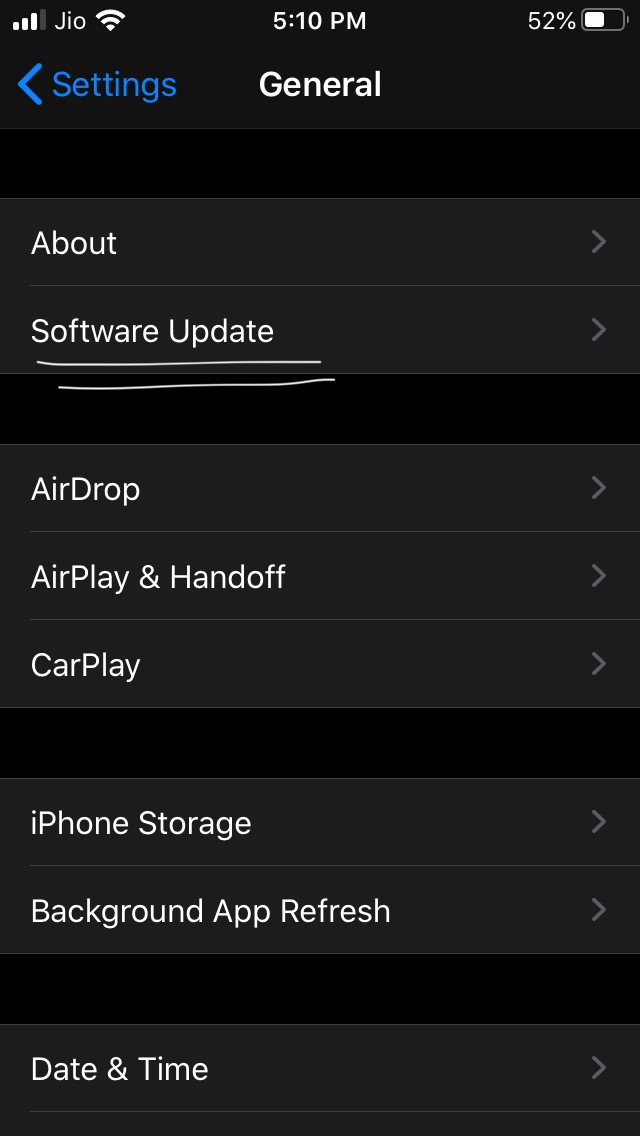 Jio 5:10 PM 52%
Settings General
About
Software Update
AirDrop
AirPlay & Handoff
CarPlay
iPhone Storage
Background App Refresh
Date & Time